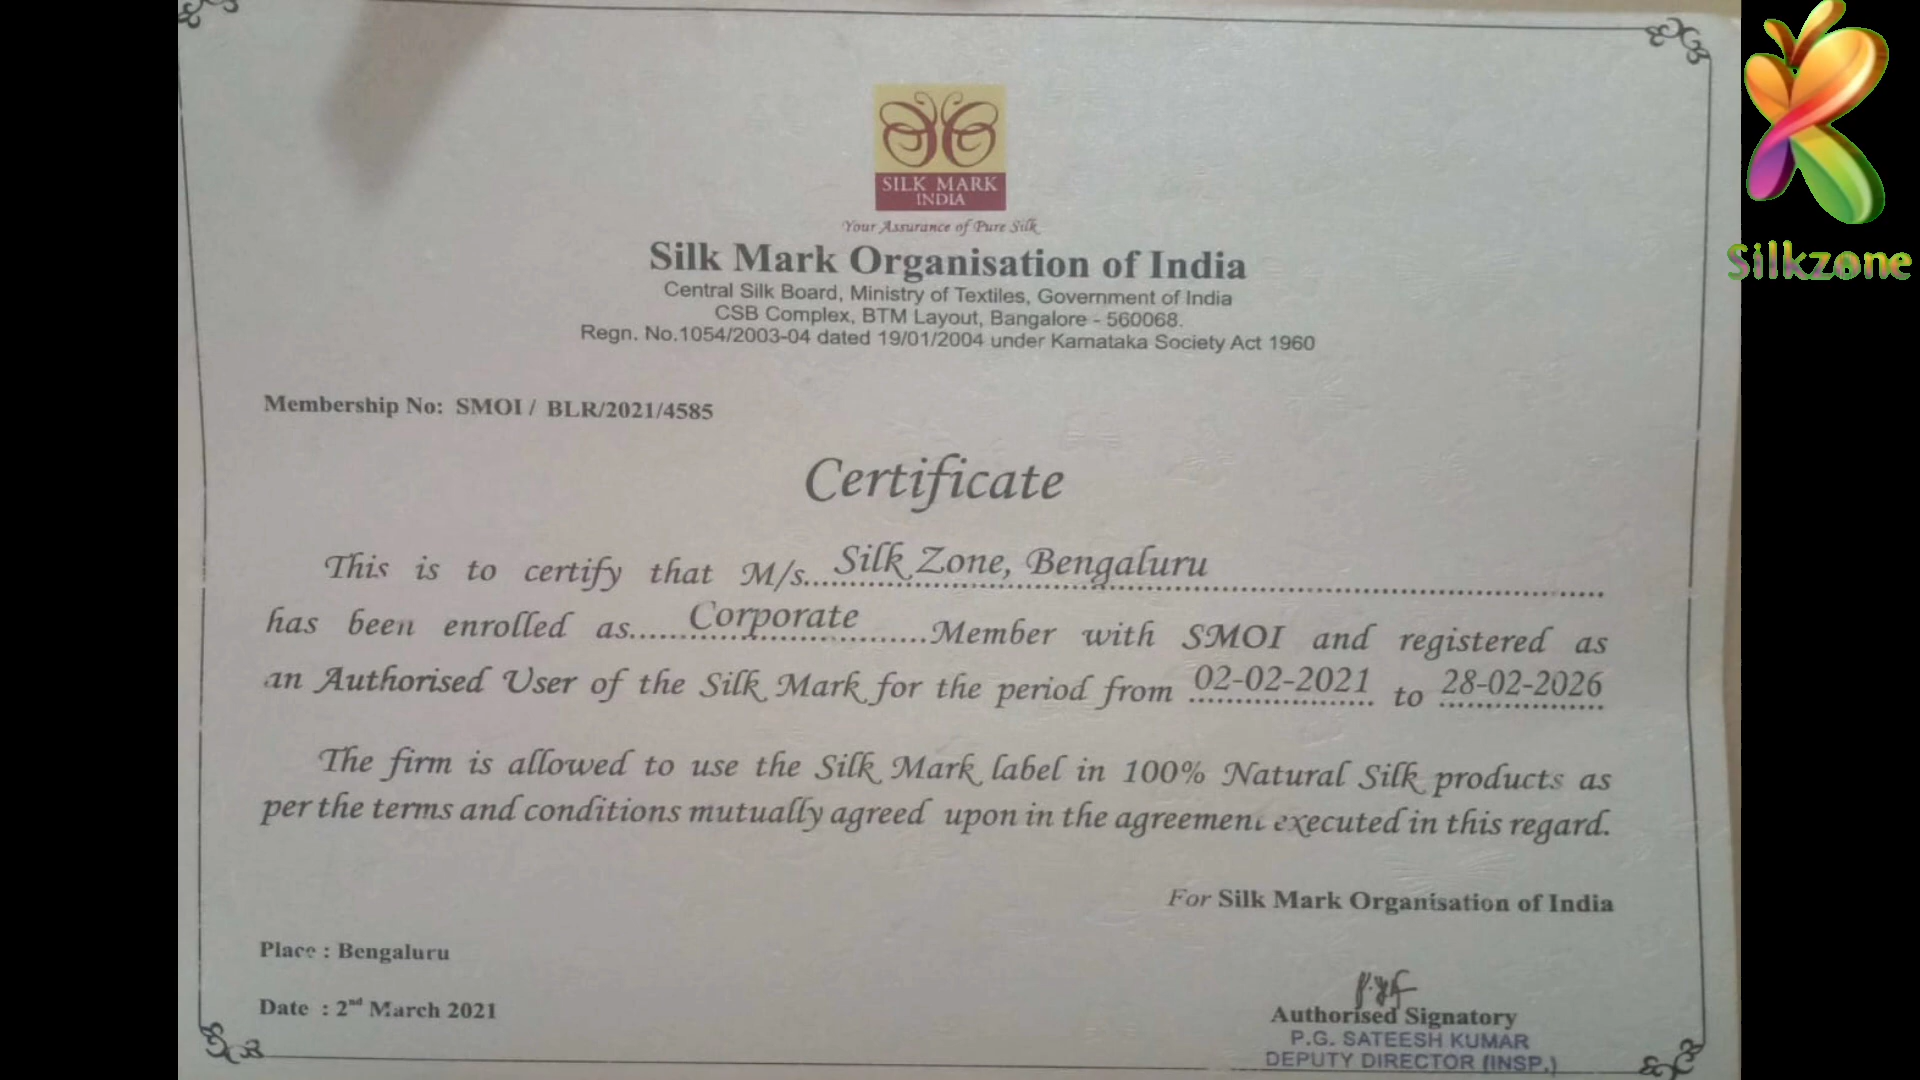 SILK MARK
INDIA
Your Assurance of Pure Silk
Silk Mark Organisation of India
Central Silk Board, Ministry of Textiles, Government of India
CSB Complex, BTM Layout, Bangalore - 560068.
Regn. No.1054/2003-04 dated 19/01/2004 under Karnataka Society Act 1960
Silkzone
Membership No: SMOI / BLR/2021/4585
Certificate
This is to certify that M/s... Silk Zone, Bengaluru
has been enrolled as..... Corporate .....Member with SMOI and registered as
an Authorised User of the Silk Mark for the period from 02-02-2021 to 28-02-2026
The firm is allowed to use the Silk Mark label in 100% Natural Silk products as
per the terms and conditions mutually agreed upon in the agreement executed in this regard.
For Silk Mark Organisation of India
Place : Bengaluru
Date : 2nd March 2021
Authorised Signatory
P.G. SATEESH KUMAR
DEPUTY DIRECTOR (INSP.)